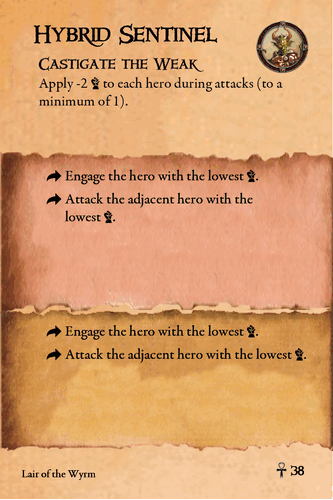 Hybrid Sentinel
Castigate the Weak
Apply -2 to each hero during attacks (to a
minimum of 1).
Engage the hero with the lowest .
Attack the adjacent hero with the
lowest .
Engage the hero with the lowest .
Attack the adjacent hero with the lowest .
Lair of the Wyrm
38